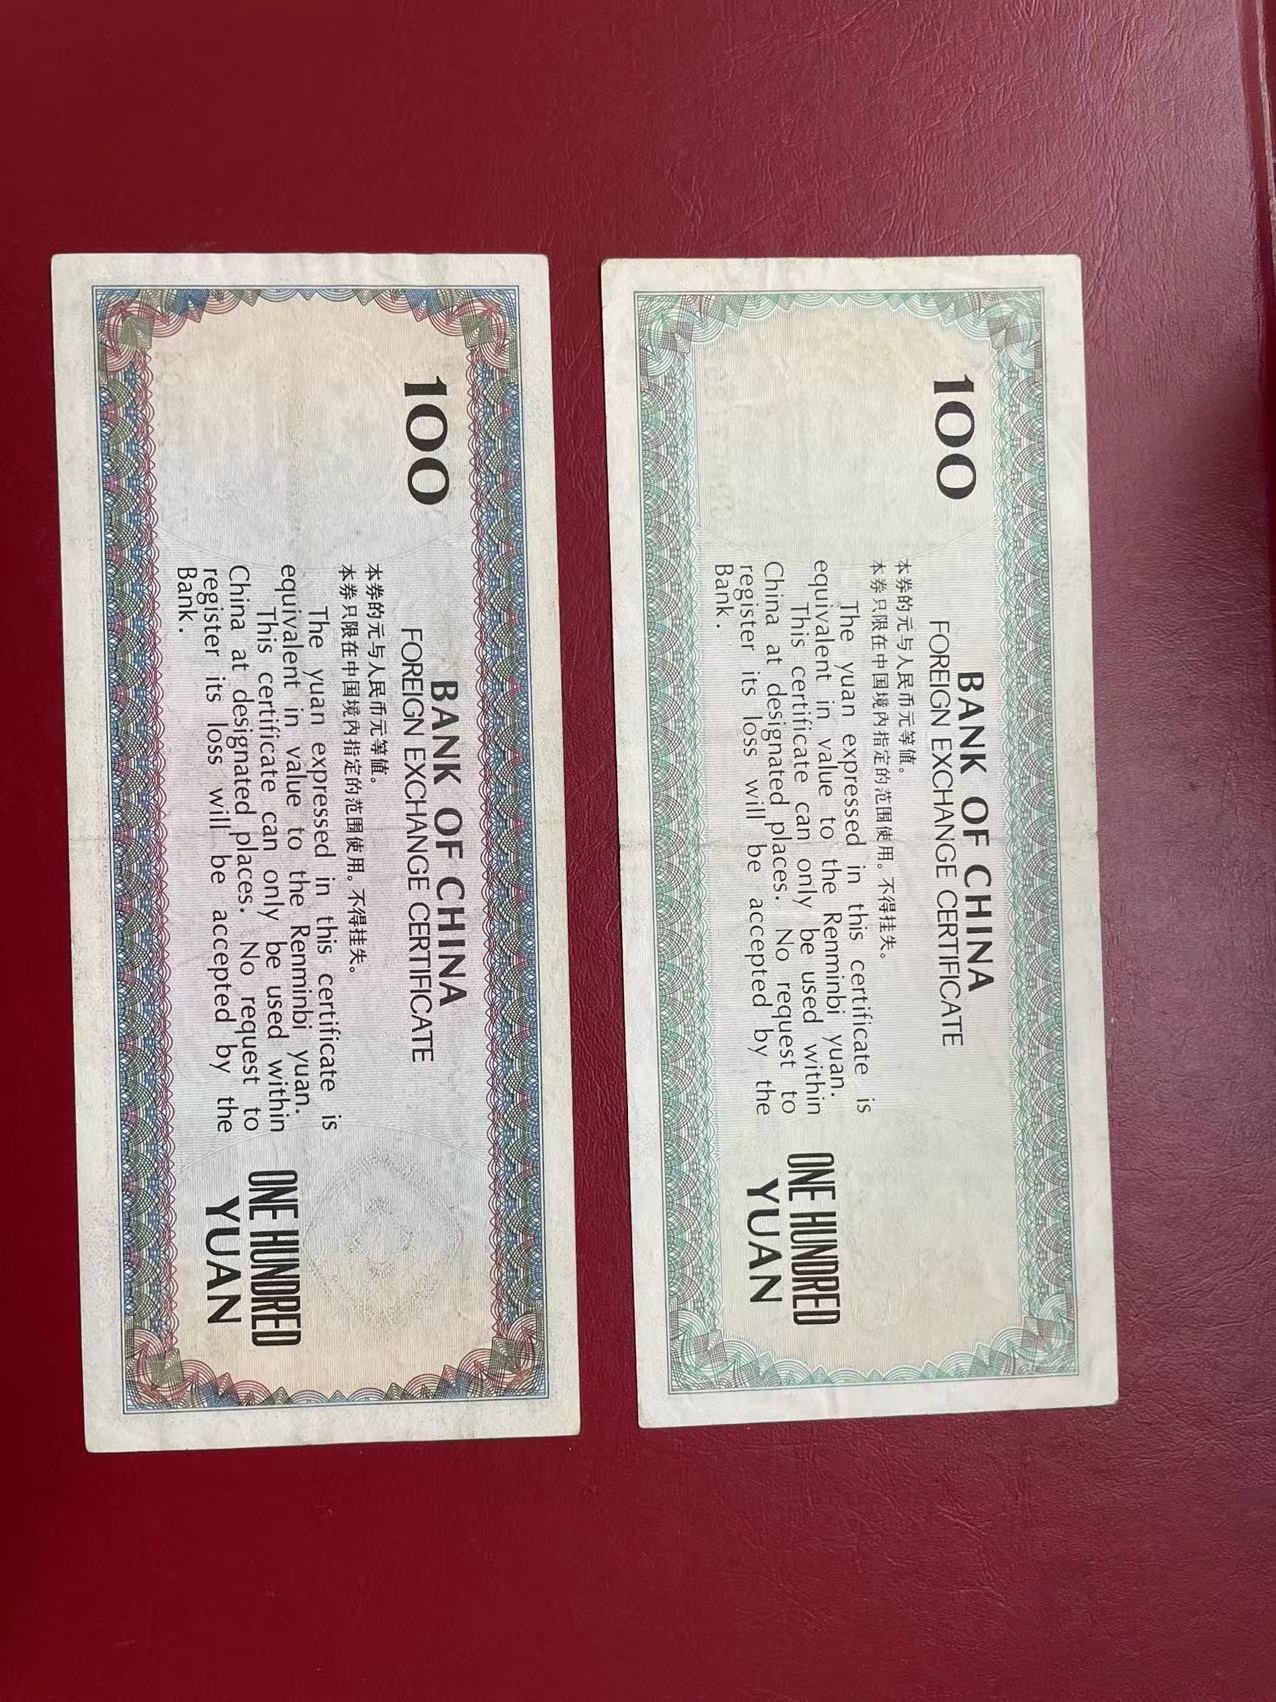 100
BANK OF CHINA
FOREIGN EXCHANGE CERTIFICATE
本券的元与人民币元等值。
本券只限在中国境内指定的范围使用。不得挂失。
The yuan expressed in this certificate is
equivalent in value to the Renminbi yuan.
This certificate can only be used within
China at designated places. No request to
register its loss will be accepted by the
Bank.
ONE HUNDRED
YUAN
100
BANK OF CHINA
FOREIGN EXCHANGE CERTIFICATE
本券的元与人民币元等值。
本券只限在中国境内指定的范围使用。不得挂失。
The yuan expressed in this certificate is
equivalent in value to the Renminbi yuan.
This certificate can only be used within
China at designated places. No request to
register its loss will be accepted by the
Bank.
ONE HUNDRED
YUAN